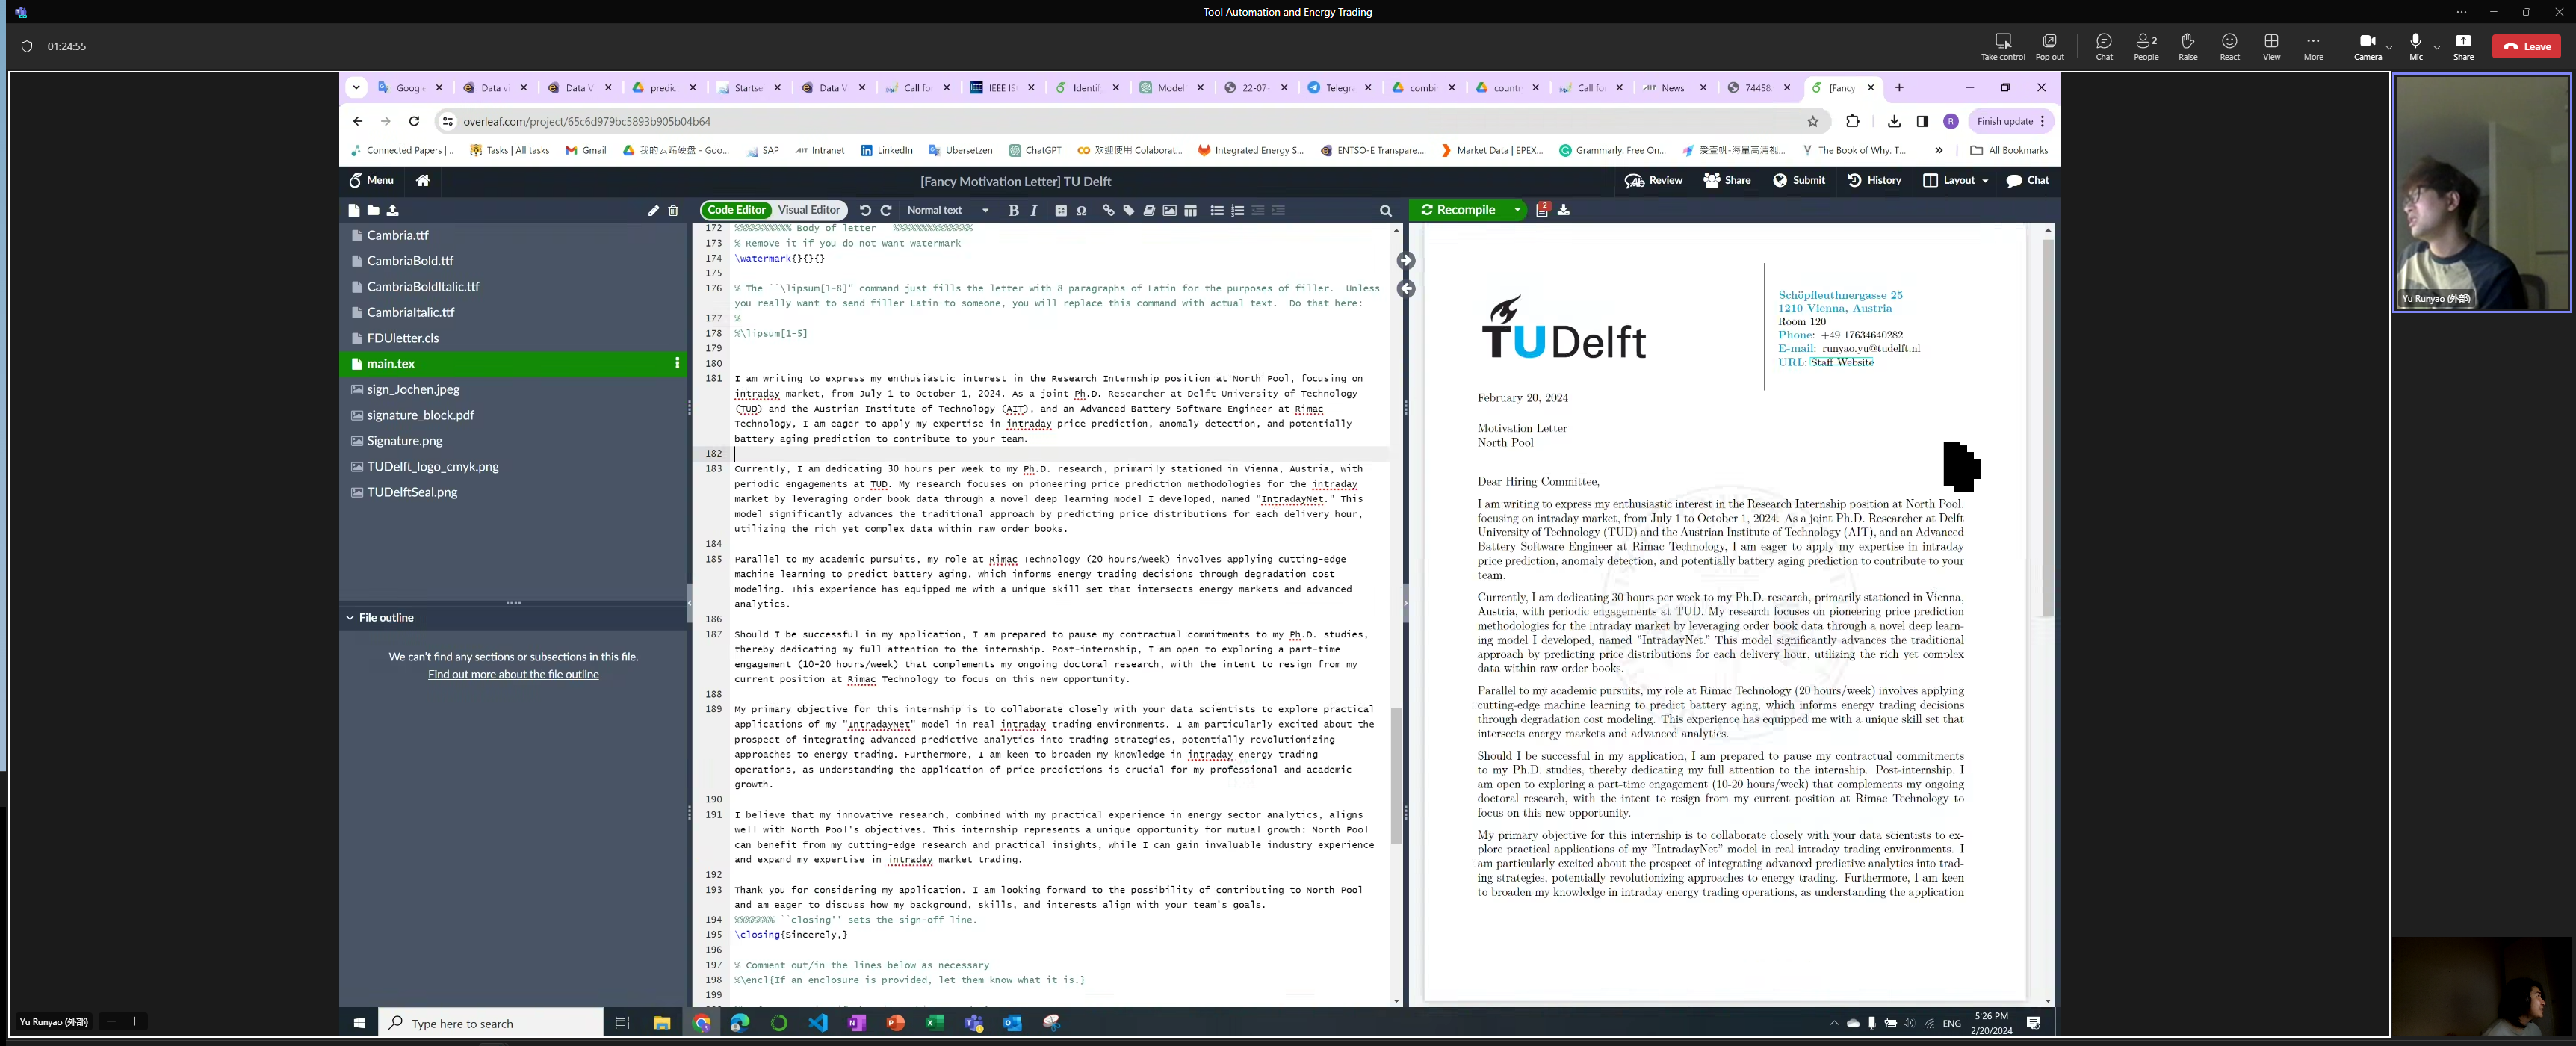 Tool Automation and Energy Trading
01:24:55
Take control
Pop out
Chat
People
2
Raise
React
View
More
Camera
Mic
Share
Leave
Google
Data v
Data V
predict
Startse
Data V
Call for
IEEE IS
Identif
Model
22-07-
Telegra
combi
countr
Call for
News
74458
[Fancy
overleaf.com/project/65c6d979bc5893b905b04b64
Finish update
Connected Papers |...
Tasks | All tasks
Gmail
我的云端硬盘 - Goo...
SAP
AIT Intranet
LinkedIn
Übersetzen
ChatGPT
欢迎使用 Colaborat...
Integrated Energy S...
ENTSO-E Transpare...
Market Data | EPEX...
Grammarly: Free On...
The Book of Why: T...
All Bookmarks
Menu
[Fancy Motivation Letter] TU Delft
Review
Share
Submit
History
Layout
Chat
Code Editor
Visual Editor
Normal text
Recompile
2
Cambria.ttf
CambriaBold.ttf
CambriaBoldItalic.ttf
CambriaItalic.ttf
FDUletter.cls
main.tex
sign_Jochen.jpeg
signature_block.pdf
Signature.png
TUDelft_logo_cmyk.png
TUDelftSeal.png
File outline
We can't find any sections or subsections in this file.
Find out more about the file outline
172 %%%%%%%%%% Body of letter %%%%%%%%%%%%%%
173 % Remove it if you do not want watermark
174 \watermark{}{}{}
175
176 % The ``\lipsum[1-8]" command just fills the letter with 8 paragraphs of Latin for the purposes of filler. Unless
you really want to send filler Latin to someone, you will replace this command with actual text. Do that here:
177 %
178 %\lipsum[1-5]
179
180
181 I am writing to express my enthusiastic interest in the Research Internship position at North Pool, focusing on
intraday market, from July 1 to October 1, 2024. As a joint Ph.D. Researcher at Delft University of Technology
(TUD) and the Austrian Institute of Technology (AIT), and an Advanced Battery Software Engineer at Rimac
Technology, I am eager to apply my expertise in intraday price prediction, anomaly detection, and potentially
battery aging prediction to contribute to your team.
182
183 Currently, I am dedicating 30 hours per week to my Ph.D. research, primarily stationed in Vienna, Austria, with
periodic engagements at TUD. My research focuses on pioneering price prediction methodologies for the intraday
market by leveraging order book data through a novel deep learning model I developed, named "IntradayNet." This
model significantly advances the traditional approach by predicting price distributions for each delivery hour,
utilizing the rich yet complex data within raw order books.
184
185 Parallel to my academic pursuits, my role at Rimac Technology (20 hours/week) involves applying cutting-edge
machine learning to predict battery aging, which informs energy trading decisions through degradation cost
modeling. This experience has equipped me with a unique skill set that intersects energy markets and advanced
analytics.
186
187 Should I be successful in my application, I am prepared to pause my contractual commitments to my Ph.D. studies,
thereby dedicating my full attention to the internship. Post-internship, I am open to exploring a part-time
engagement (10-20 hours/week) that complements my ongoing doctoral research, with the intent to resign from my
current position at Rimac Technology to focus on this new opportunity.
188
189 My primary objective for this internship is to collaborate closely with your data scientists to explore practical
applications of my "IntradayNet" model in real intraday trading environments. I am particularly excited about the
prospect of integrating advanced predictive analytics into trading strategies, potentially revolutionizing
approaches to energy trading. Furthermore, I am keen to broaden my knowledge in intraday energy trading
operations, as understanding the application of price predictions is crucial for my professional and academic
growth.
190
191 I believe that my innovative research, combined with my practical experience in energy sector analytics, aligns
well with North Pool's objectives. This internship represents a unique opportunity for mutual growth: North Pool
can benefit from my cutting-edge research and practical insights, while I can gain invaluable industry experience
and expand my expertise in intraday market trading.
192
193 Thank you for considering my application. I am looking forward to the possibility of contributing to North Pool
and am eager to discuss how my background, skills, and interests align with your team's goals.
194 %%%%%%% ``closing'' sets the sign-off line.
195 \closing{Sincerely,}
196
197 % Comment out/in the lines below as necessary
198 %\encl{If an enclosure is provided, let them know what it is.}
199
TUDelft
Schöpfleuthnergasse 25
1210 Vienna, Austria
Room 120
Phone: +49 17634640282
E-mail: runyao.yu@tudelft.nl
URL: Staff Website
February 20, 2024
Motivation Letter
North Pool
Dear Hiring Committee,
I am writing to express my enthusiastic interest in the Research Internship position at North Pool,
focusing on intraday market, from July 1 to October 1, 2024. As a joint Ph.D. Researcher at Delft
University of Technology (TUD) and the Austrian Institute of Technology (AIT), and an Advanced
Battery Software Engineer at Rimac Technology, I am eager to apply my expertise in intraday
price prediction, anomaly detection, and potentially battery aging prediction to contribute to your
team.
Currently, I am dedicating 30 hours per week to my Ph.D. research, primarily stationed in Vienna,
Austria, with periodic engagements at TUD. My research focuses on pioneering price prediction
methodologies for the intraday market by leveraging order book data through a novel deep learn-
ing model I developed, named "IntradayNet." This model significantly advances the traditional
approach by predicting price distributions for each delivery hour, utilizing the rich yet complex
data within raw order books.
Parallel to my academic pursuits, my role at Rimac Technology (20 hours/week) involves applying
cutting-edge machine learning to predict battery aging, which informs energy trading decisions
through degradation cost modeling. This experience has equipped me with a unique skill set that
intersects energy markets and advanced analytics.
Should I be successful in my application, I am prepared to pause my contractual commitments
to my Ph.D. studies, thereby dedicating my full attention to the internship. Post-internship, I
am open to exploring a part-time engagement (10-20 hours/week) that complements my ongoing
doctoral research, with the intent to resign from my current position at Rimac Technology to
focus on this new opportunity.
My primary objective for this internship is to collaborate closely with your data scientists to ex-
plore practical applications of my "IntradayNet" model in real intraday trading environments. I
am particularly excited about the prospect of integrating advanced predictive analytics into trad-
ing strategies, potentially revolutionizing approaches to energy trading. Furthermore, I am keen
to broaden my knowledge in intraday energy trading operations, as understanding the application
Yu Runyao (外部)
Yu Runyao (外部)
Type here to search
ENG
5:26 PM
2/20/2024